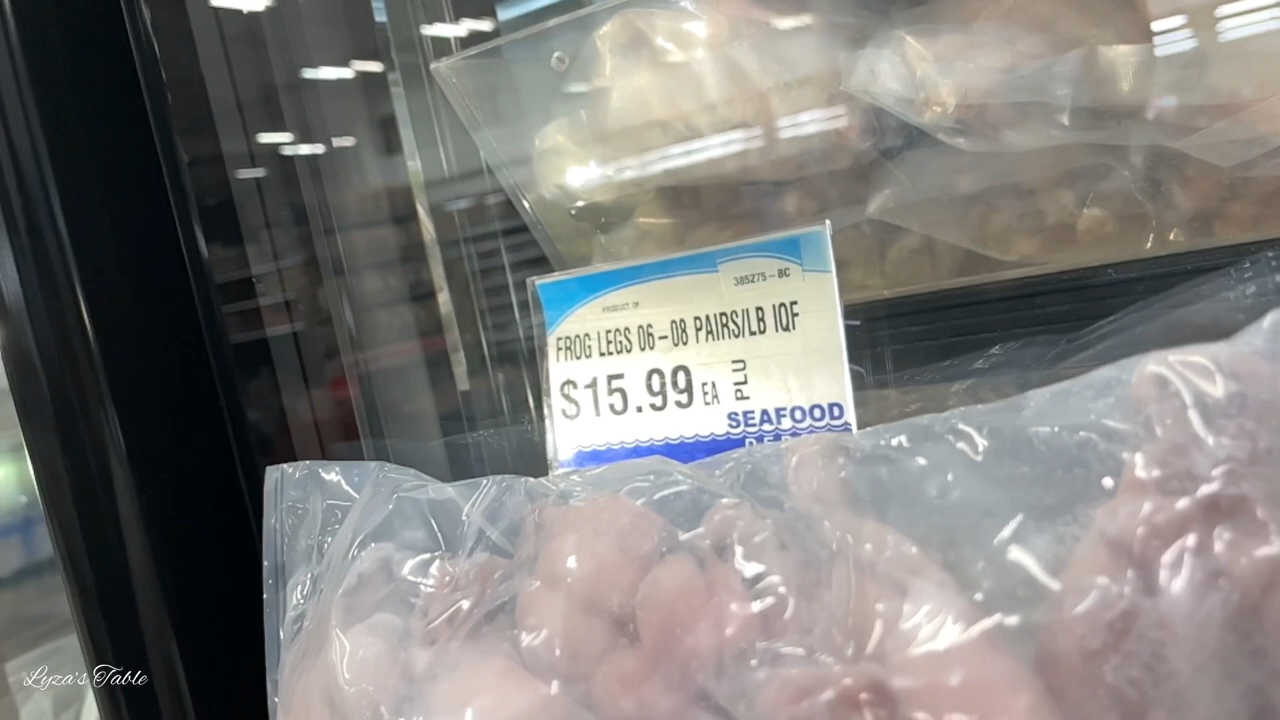 385275-BC
PRODUCT OF
FROG LEGS 06-08 PAIRS/LB IQF
$15.99 EA PLU
SEAFOOD
Lyza's Table